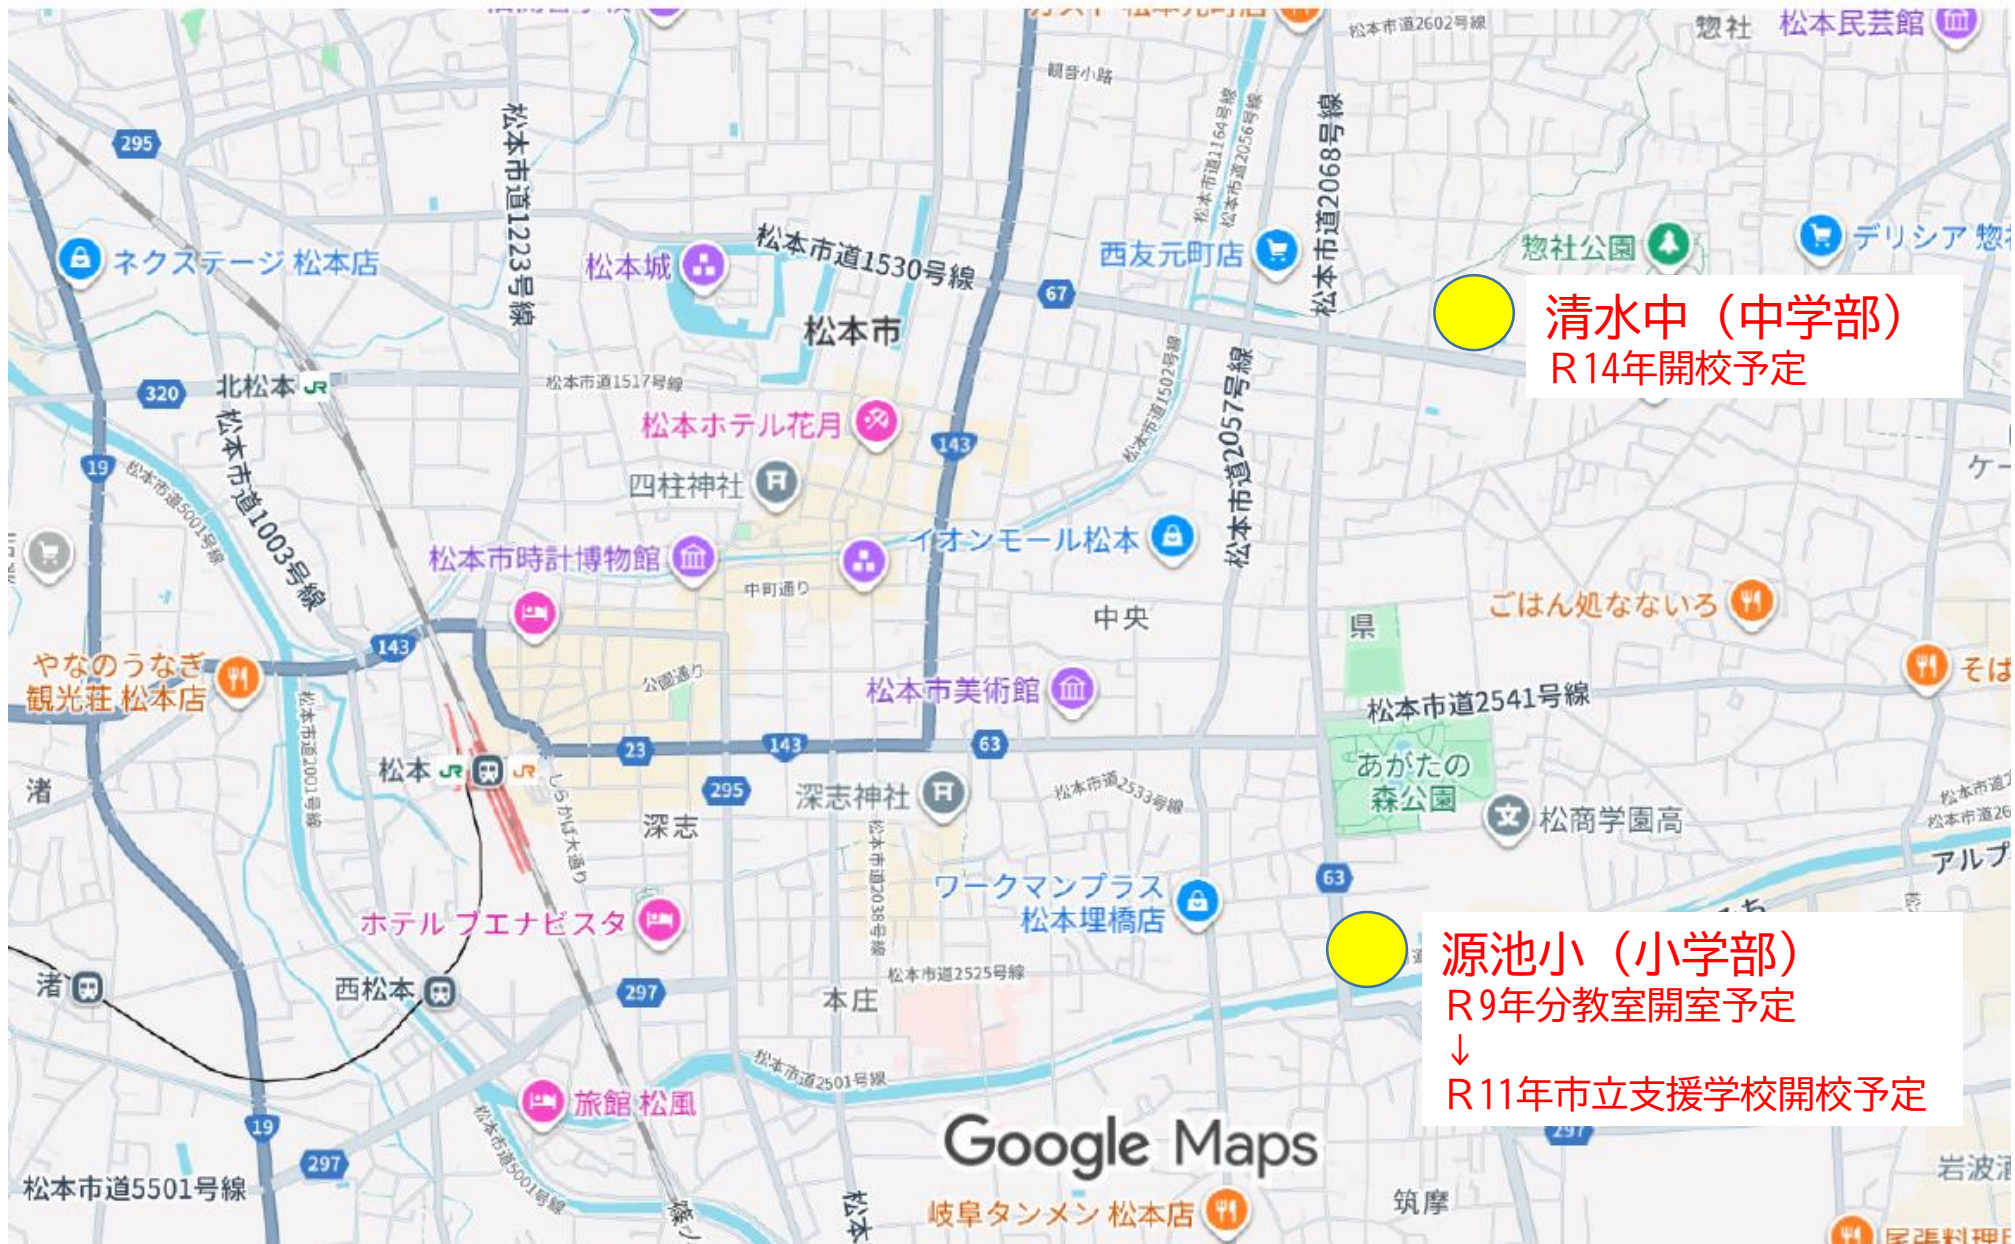 松本市道2602号線
惣社
松本民芸館
観音小路
295
松本市道1223号線
松本市道1164号線
松本市道2056号線
松本市道2068号線
ネクステージ 松本店
松本城
松本市道1530号線
西友元町店
惣社公園
デリシア 惣
67
松本市
清水中（中学部）
R14年開校予定
320
北松本
松本市道1517号線
松本市道1502号線
松本市道2057号線
松本ホテル花月
143
19
松本市道5001号線
松本市道1003号線
四柱神社
ケー
松本市時計博物館
イオンモール松本
中町通り
中央
県
ごはん処なないろ
143
やなのうなぎ
観光荘 松本店
公園通り
松本市美術館
そば
松本市道2541号線
松本市道2001号線
23
143
63
松本
しらかば大通り
295
深志神社
松本市道2533号線
あがたの
森公園
松商学園高
渚
深志
松本市道2038号線
アルプ
ワークマンプラス
松本埋橋店
63
ホテル ブエナビスタ
源池小（小学部）
R9年分教室開室予定
↓
R11年市立支援学校開校予定
渚
西松本
297
本庄
松本市道2525号線
松本市道2501号線
旅館 松風
19
297
297
松本市道5501号線
松本市道5001号線
Google Maps
岐阜タンメン 松本店
筑摩
岩波酒
尾張料理